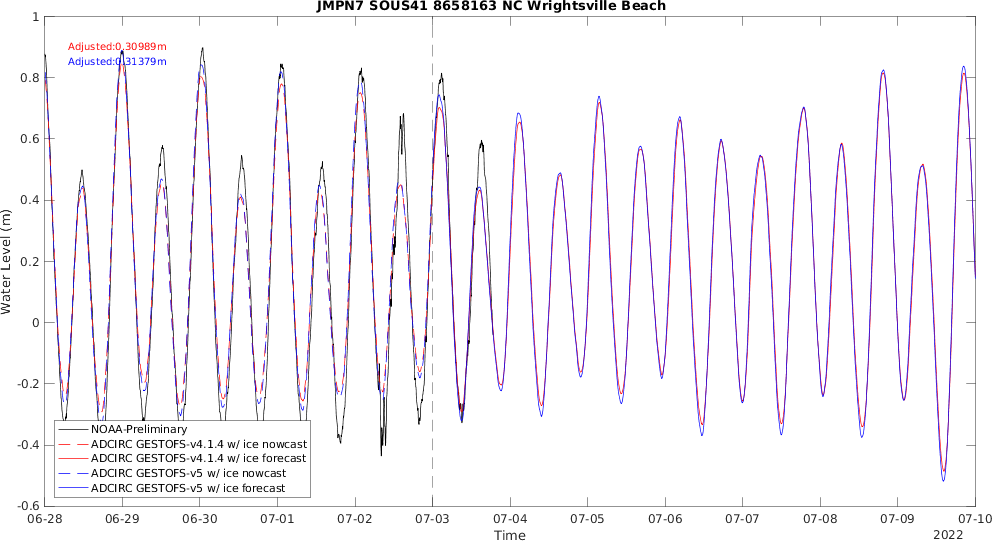 JMPN7 SOUS41 8658163 NC Wrightsville Beach
Adjusted:0.30989m
Adjusted:0.31379m
1
0.8
0.6
0.4
0.2
0
-0.2
-0.4
-0.6
Water Level (m)
NOAA-Preliminary
ADCIRC GESTOFS-v4.1.4 w/ ice nowcast
ADCIRC GESTOFS-v4.1.4 w/ ice forecast
ADCIRC GESTOFS-v5 w/ ice nowcast
ADCIRC GESTOFS-v5 w/ ice forecast
06-28 06-29 06-30 07-01 07-02 07-03 07-04 07-05 07-06 07-07 07-08 07-09 07-10
Time
2022